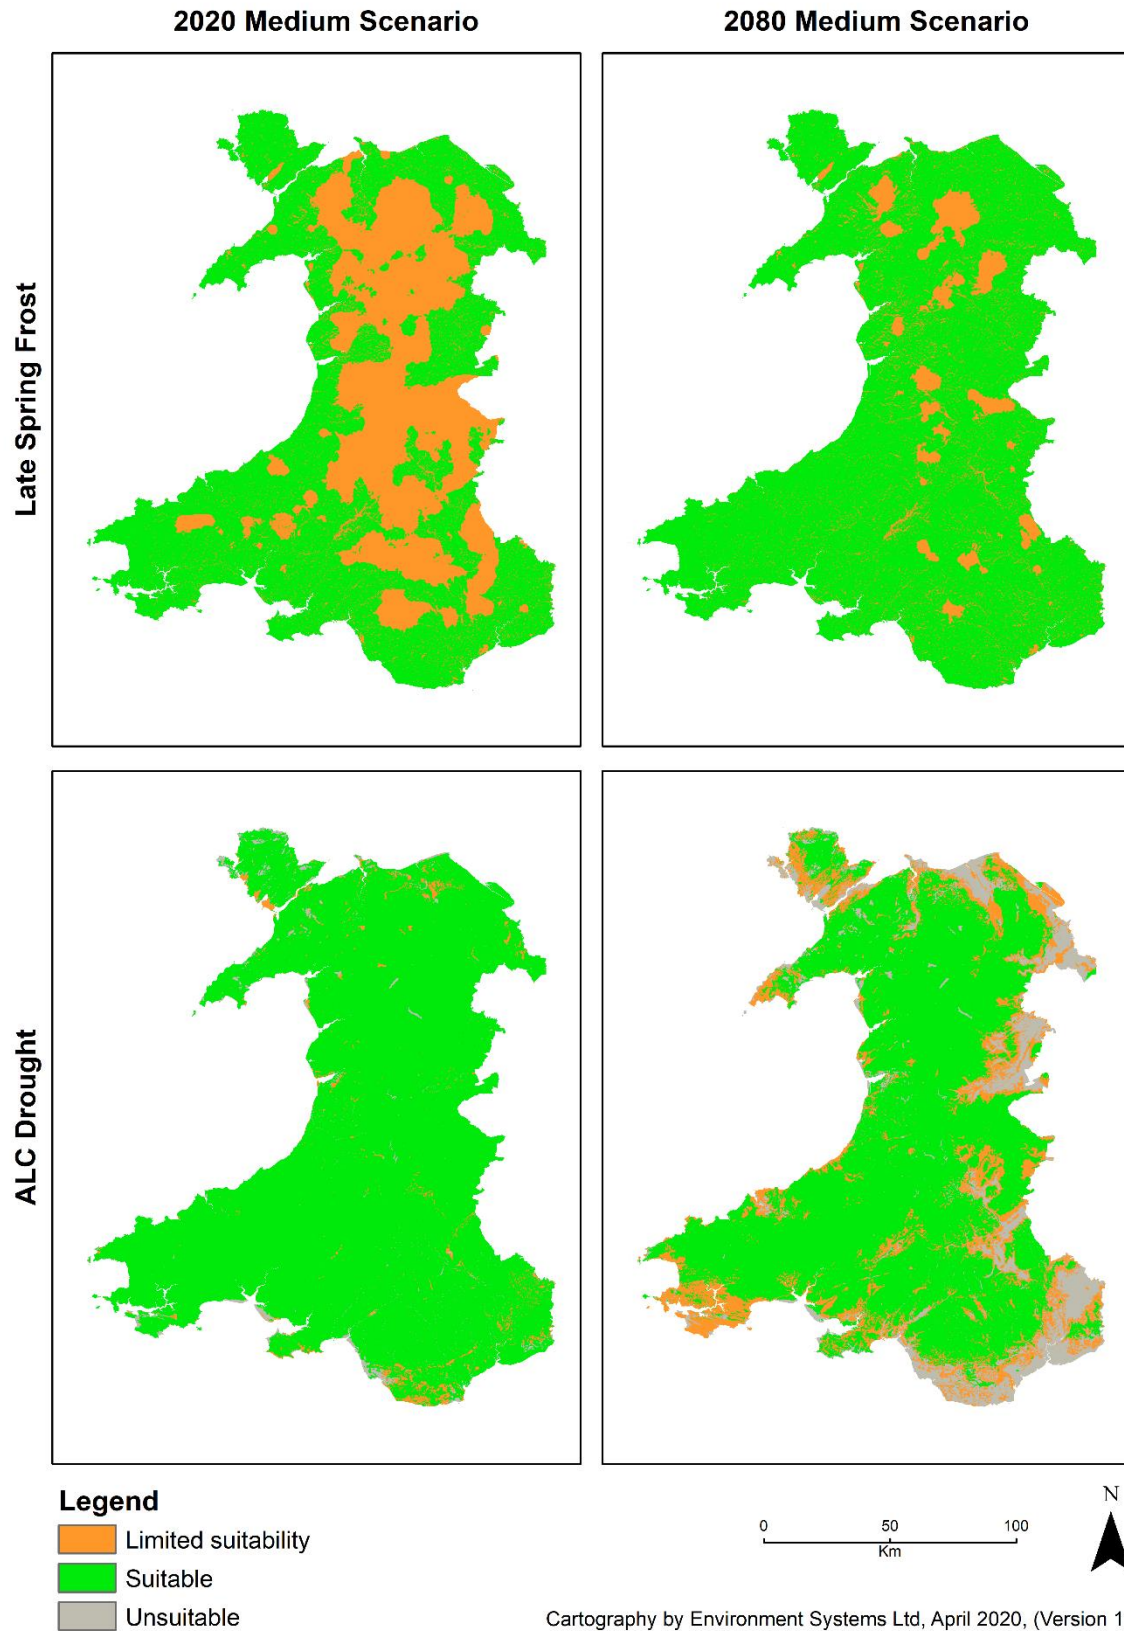 2020 Medium Scenario
2080 Medium Scenario
Late Spring Frost
ALC Drought
Legend
Limited suitability
Suitable
Unsuitable
0 50 100
Km
N
Cartography by Environment Systems Ltd, April 2020, (Version 1